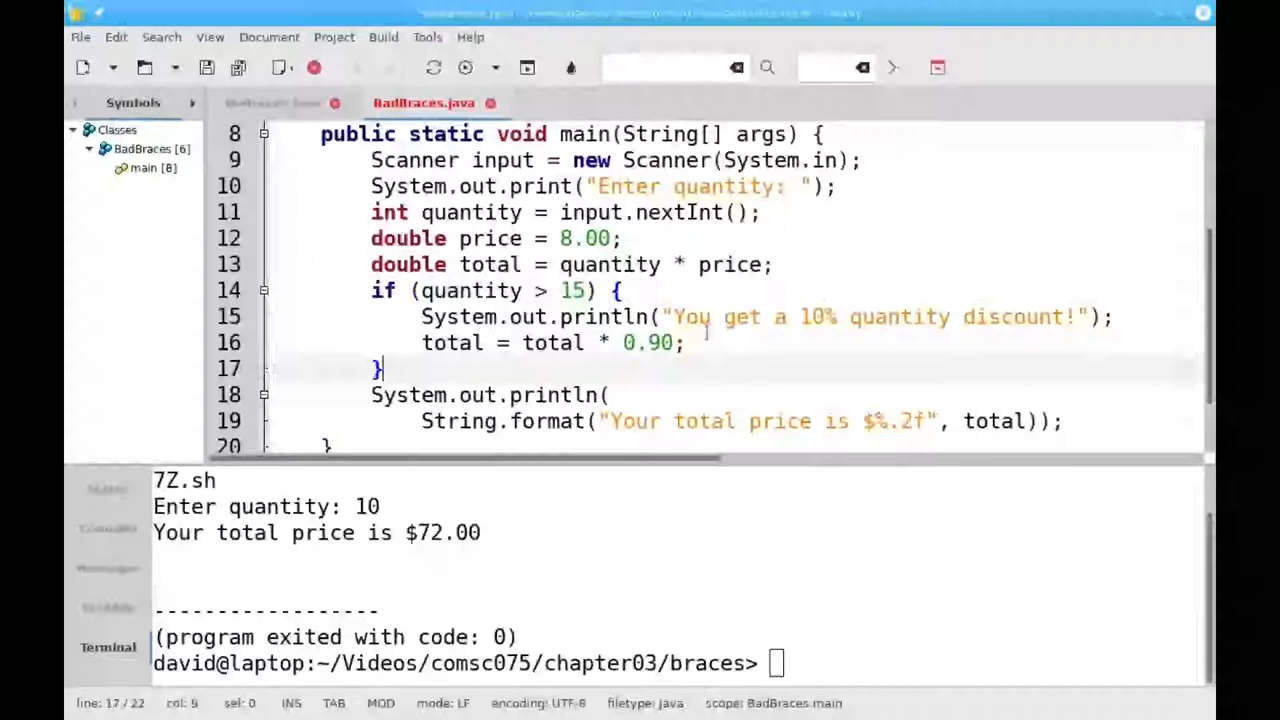 File Edit Search View Document Project Build Tools Help
Symbols
BadBraces.java
Classes
BadBraces [6]
main [8]
8 public static void main(String[] args) {
9 Scanner input = new Scanner(System.in);
10 System.out.print("Enter quantity: ");
11 int quantity = input.nextInt();
12 double price = 8.00;
13 double total = quantity * price;
14 if (quantity > 15) {
15 System.out.println("You get a 10% quantity discount!");
16 total = total * 0.90;
17 }
18 System.out.println(
19 String.format("Your total price is $%.2f", total));
20 }
7Z.sh
Enter quantity: 10
Your total price is $72.00
------------------
(program exited with code: 0)
Terminal
david@laptop:~/Videos/comsc075/chapter03/braces>
line: 17 / 22 col: 5 sel: 0 INS TAB MOD mode: LF encoding: UTF-8 filetype: Java scope: BadBraces.main